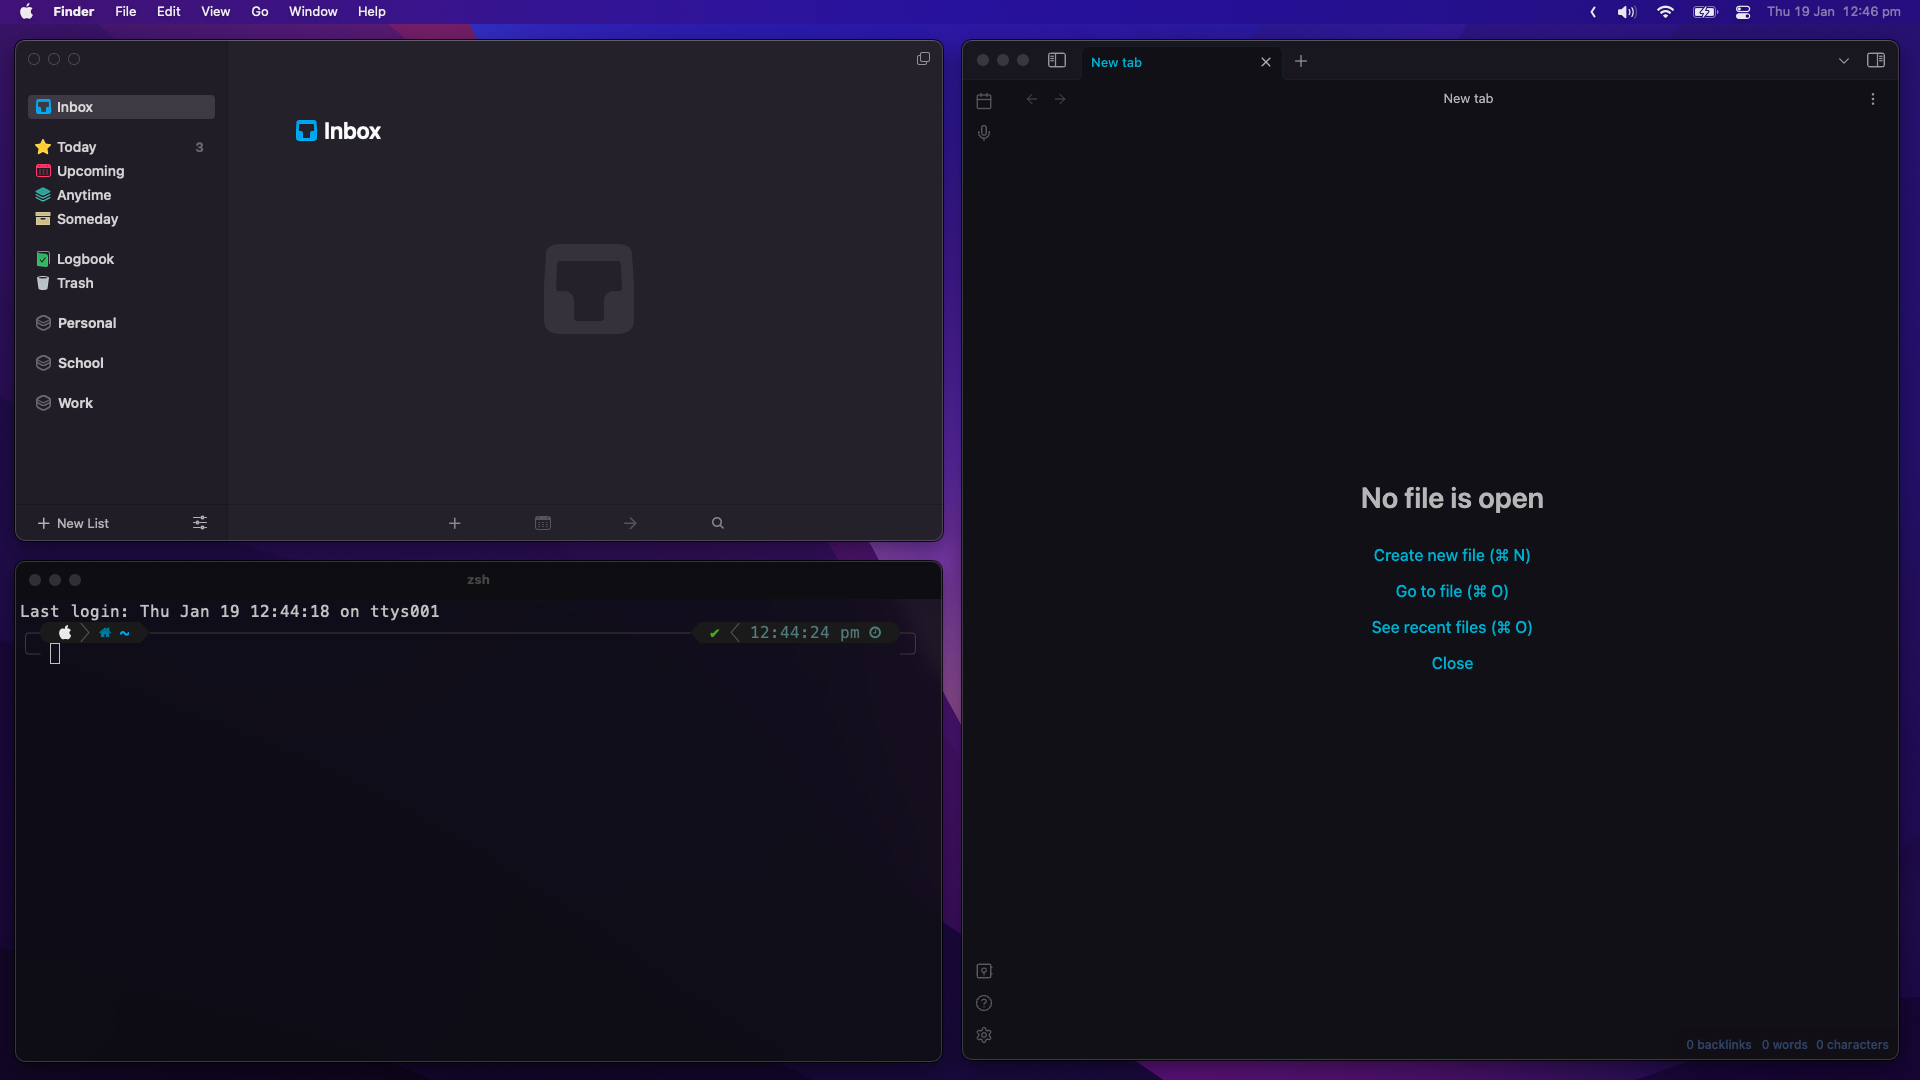 Finder File Edit View Go Window Help
Thu 19 Jan 12:46 pm
Inbox
Today 3
Upcoming
Anytime
Someday
Logbook
Trash
Personal
School
Work
New List
Inbox
zsh
Last login: Thu Jan 19 12:44:18 on ttys001
~
12:44:24 pm
New tab
New tab
No file is open
Create new file (⌘ N)
Go to file (⌘ O)
See recent files (⌘ O)
Close
0 backlinks 0 words 0 characters